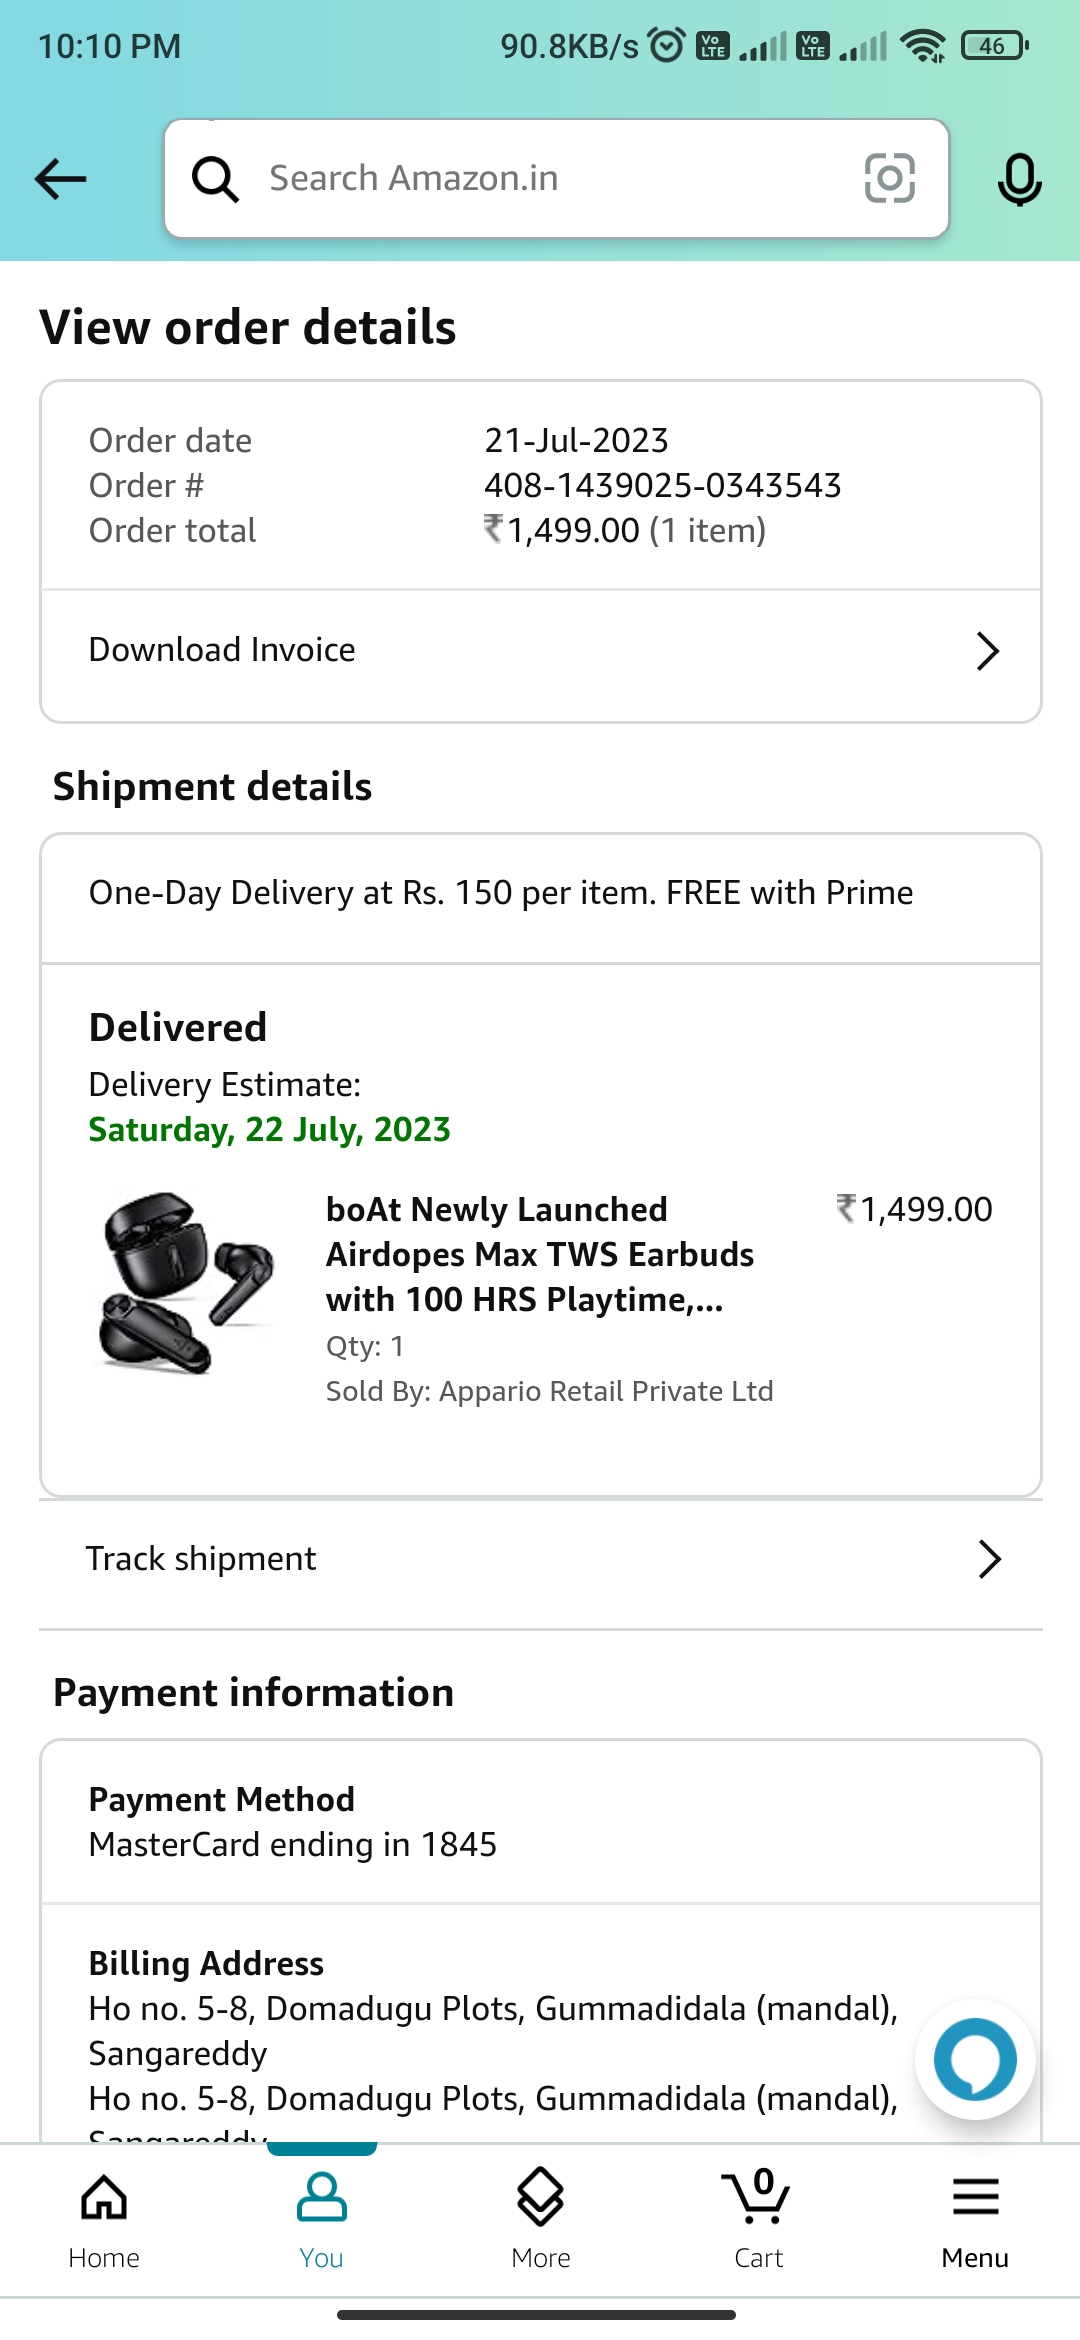 10:10 PM 90.8KB/s Vo LTE Vo LTE 46
Search Amazon.in
View order details
Order date 21-Jul-2023
Order # 408-1439025-0343543
Order total ₹1,499.00 (1 item)
Download Invoice
Shipment details
One-Day Delivery at Rs. 150 per item. FREE with Prime
Delivered
Delivery Estimate:
Saturday, 22 July, 2023
boAt Newly Launched ₹1,499.00
Airdopes Max TWS Earbuds
with 100 HRS Playtime,...
Qty: 1
Sold By: Appario Retail Private Ltd
Track shipment
Payment information
Payment Method
MasterCard ending in 1845
Billing Address
Ho no. 5-8, Domadugu Plots, Gummadidala (mandal),
Sangareddy
Ho no. 5-8, Domadugu Plots, Gummadidala (mandal),
Sangareddy
0
Home You More Cart Menu